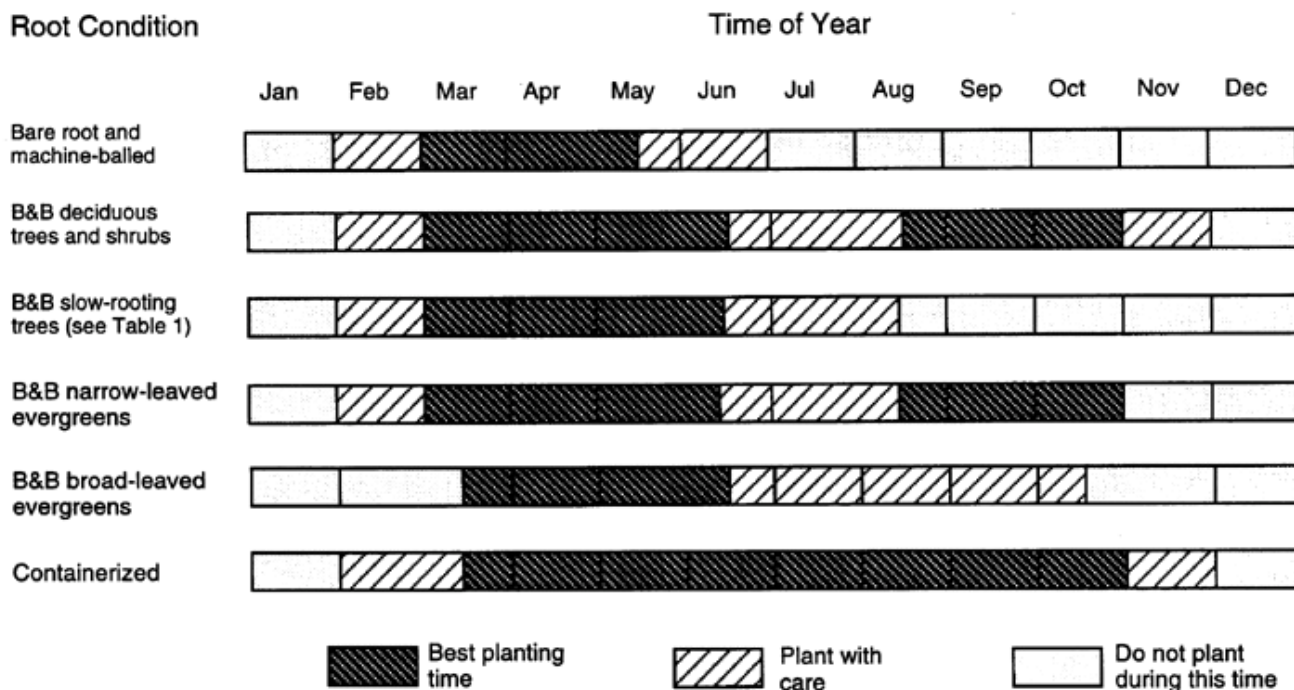 Root Condition
Time of Year
Jan Feb Mar Apr May Jun Jul Aug Sep Oct Nov Dec
Bare root and
machine-balled
B&B deciduous
trees and shrubs
B&B slow-rooting
trees (see Table 1)
B&B narrow-leaved
evergreens
B&B broad-leaved
evergreens
Containerized
Best planting
time
Plant with
care
Do not plant
during this time